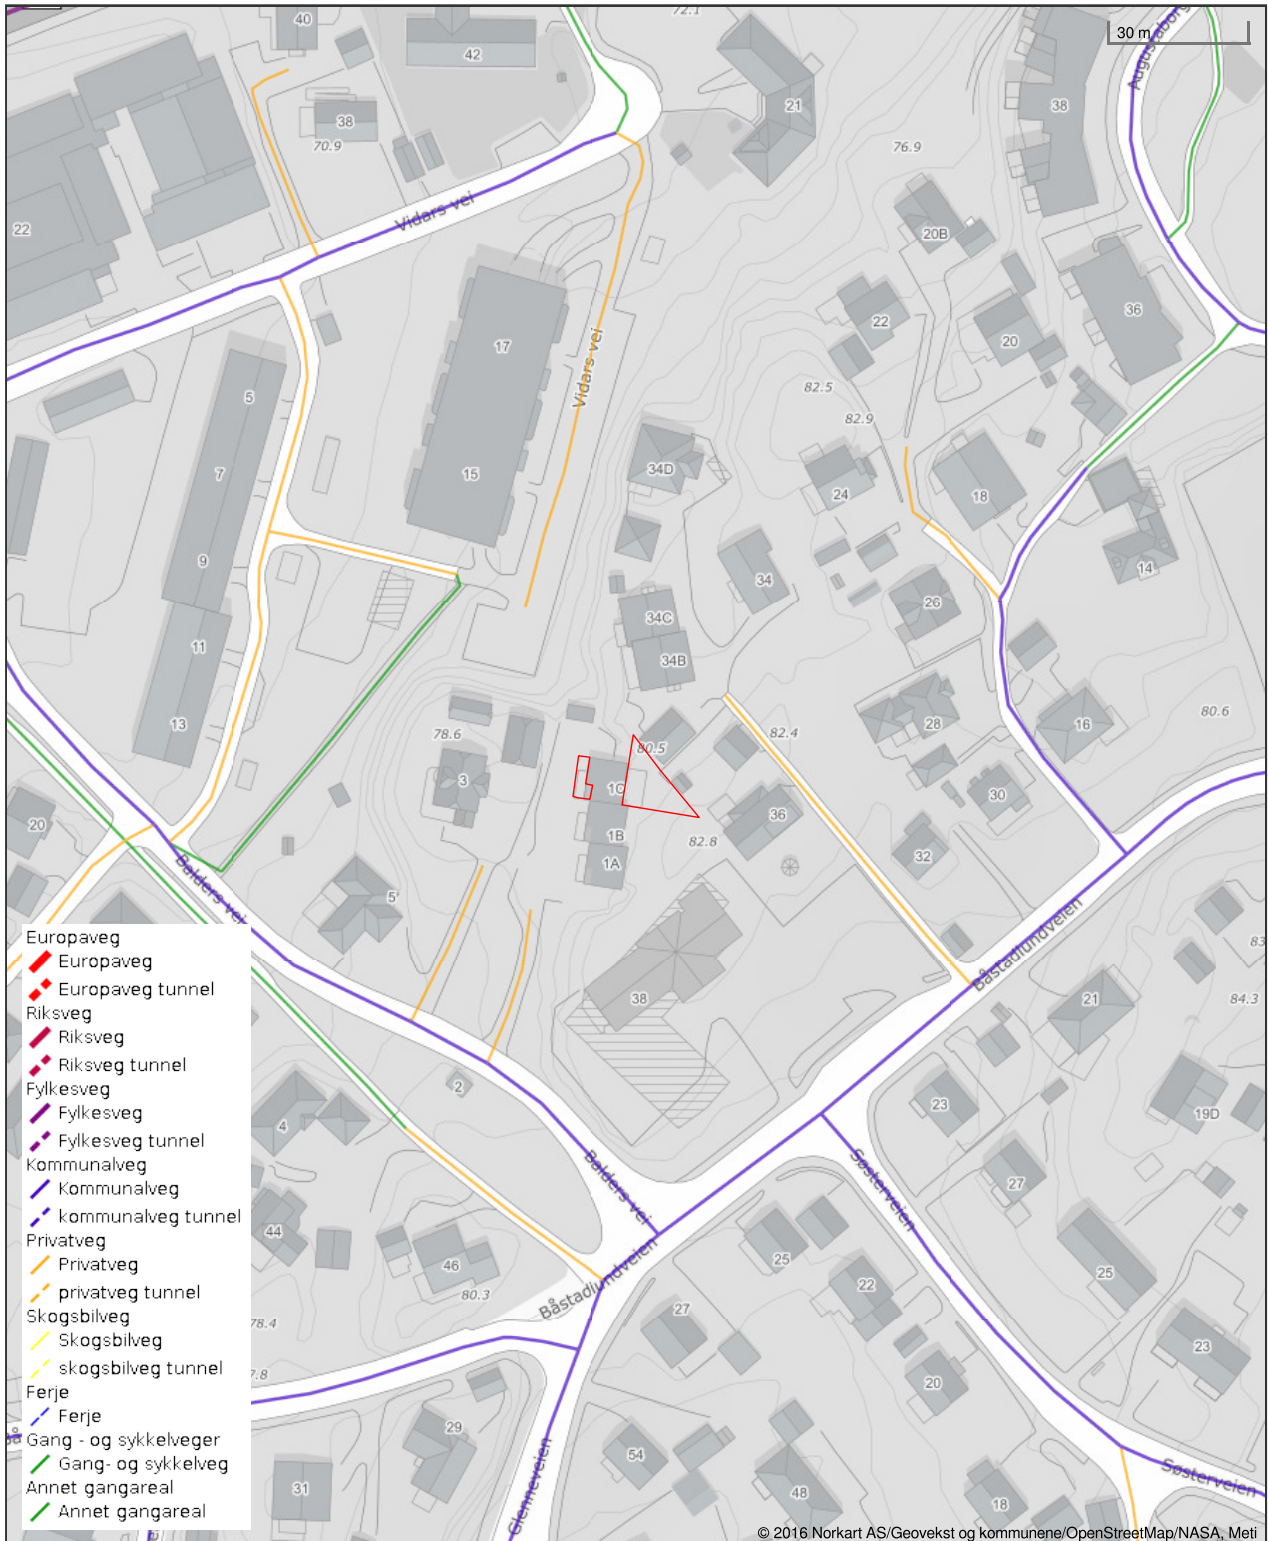 72.1
40
42
30 m
Augustaborg
38
21
38
70.9
76.9
Vidars vei
22
20B
36
22
20
17
Vidars vei
5
82.5
82.9
34D
7
15
24
18
9
14
34
26
34C
11
34B
13
78.6
82.4
28
16
80.6
80.5
3
1C
30
36
20
1B
82.8
32
1A
Balders vei
5
Båstadlundveien
83
38
21
84.3
Europaveg
Europaveg
Europaveg tunnel
Riksveg
Riksveg
Riksveg tunnel
Fylkesveg
Fylkesveg
Fylkesveg tunnel
Kommunalveg
Kommunalveg
kommunalveg tunnel
Privatveg
Privatveg
privatveg tunnel
Skogsbilveg
Skogsbilveg
skogsbilveg tunnel
Ferje
Ferje
Gang - og sykkelveger
Gang- og sykkelveg
Annet gangareal
Annet gangareal
2
23
19D
4
Balders vei
Søsterveien
27
44
46
25
25
22
80.3
Båstadlundveien
27
78.4
23
7.8
20
29
54
Glenneveien
Søsterveien
31
48
18
© 2016 Norkart AS/Geovekst og kommunene/OpenStreetMap/NASA, Meti